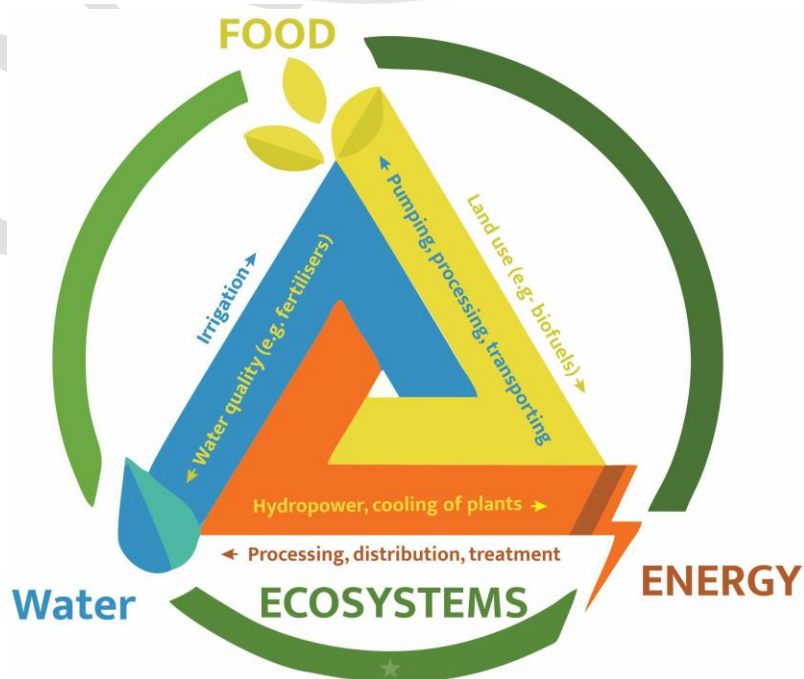 FOOD
Irrigation
Water quality (e.g. fertilisers)
Pumping, processing, transporting
Land use (e.g- biofuels)
Hydropower, cooling of plants
Processing, distribution, treatment
Water
ECOSYSTEMS
ENERGY